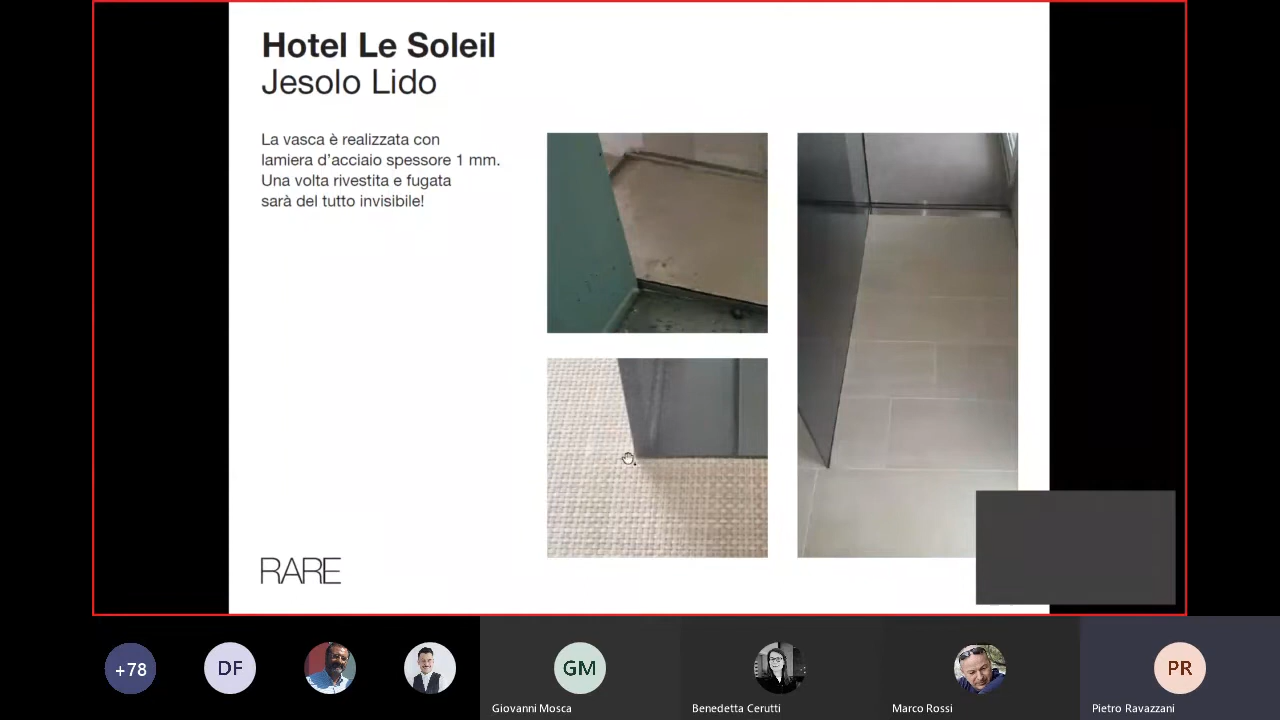 Hotel Le Soleil
Jesolo Lido
La vasca è realizzata con
lamiera d'acciaio spessore 1 mm.
Una volta rivestita e fugata
sarà del tutto invisibile!
RARE
+78
DF
GM
PR
Giovanni Mosca
Benedetta Cerutti
Marco Rossi
Pietro Ravazzani